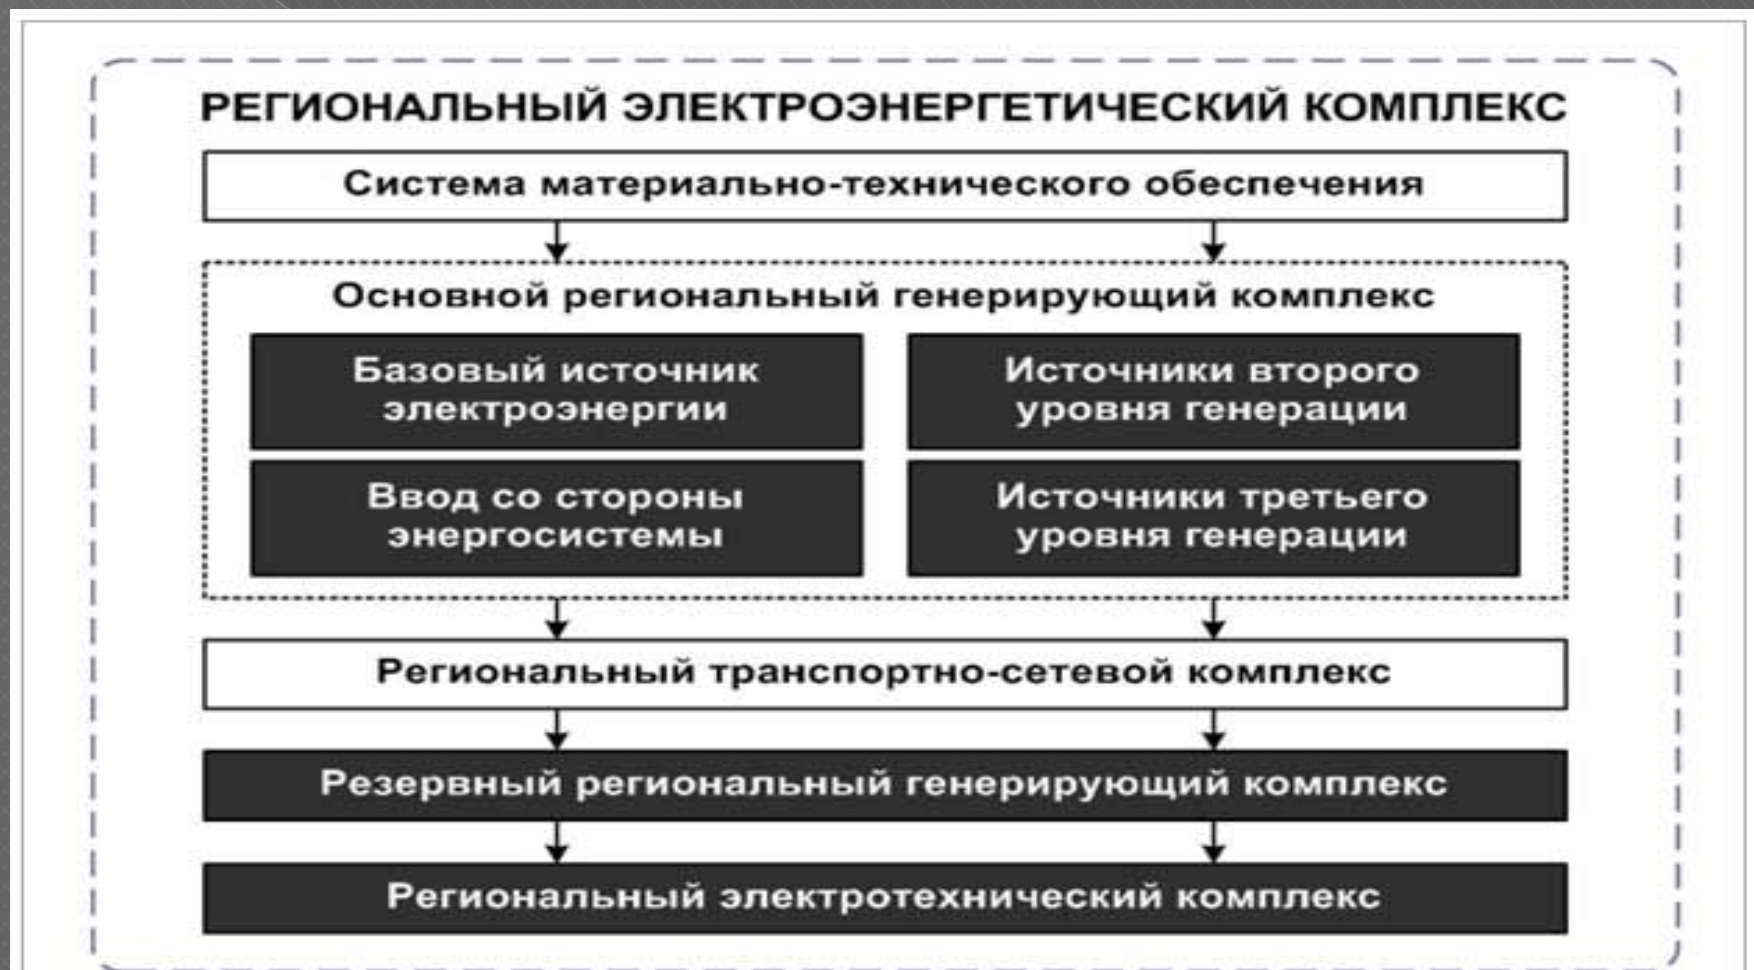 РЕГИОНАЛЬНЫЙ ЭЛЕКТРОЭНЕРГЕТИЧЕСКИЙ КОМПЛЕКС
Система материально-технического обеспечения
Основной региональный генерирующий комплекс
Базовый источник
электроэнергии
Источники второго
уровня генерации
Ввод со стороны
энергосистемы
Источники третьего
уровня генерации
Региональный транспортно-сетевой комплекс
Резервный региональный генерирующий комплекс
Региональный электротехнический комплекс